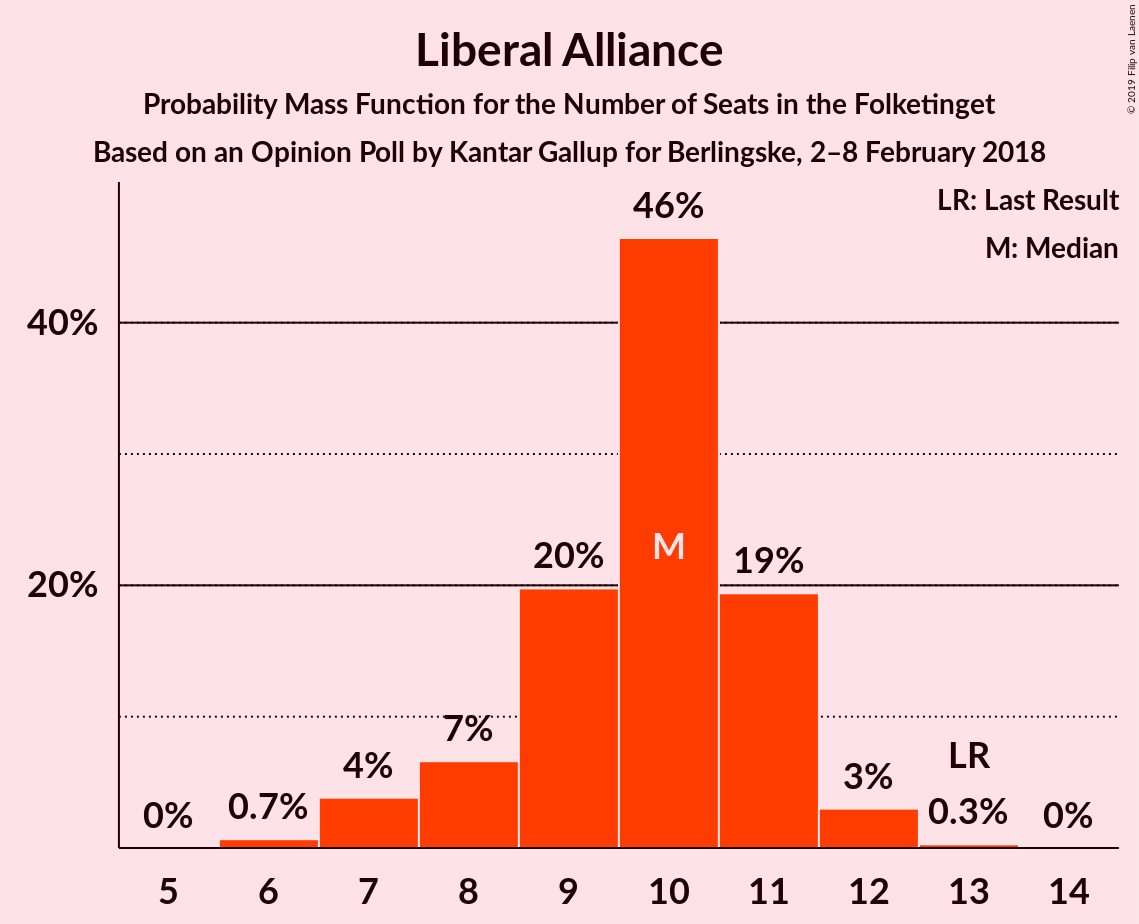 Liberal Alliance
Probability Mass Function for the Number of Seats in the Folketinget
Based on an Opinion Poll by Kantar Gallup for Berlingske, 2–8 February 2018
© 2019 Filip van Laenen
LR: Last Result
M: Median
40%
20%
0%
0.7%
4%
7%
20%
46%
M
19%
3%
LR
0.3%
0%
5 6 7 8 9 10 11 12 13 14